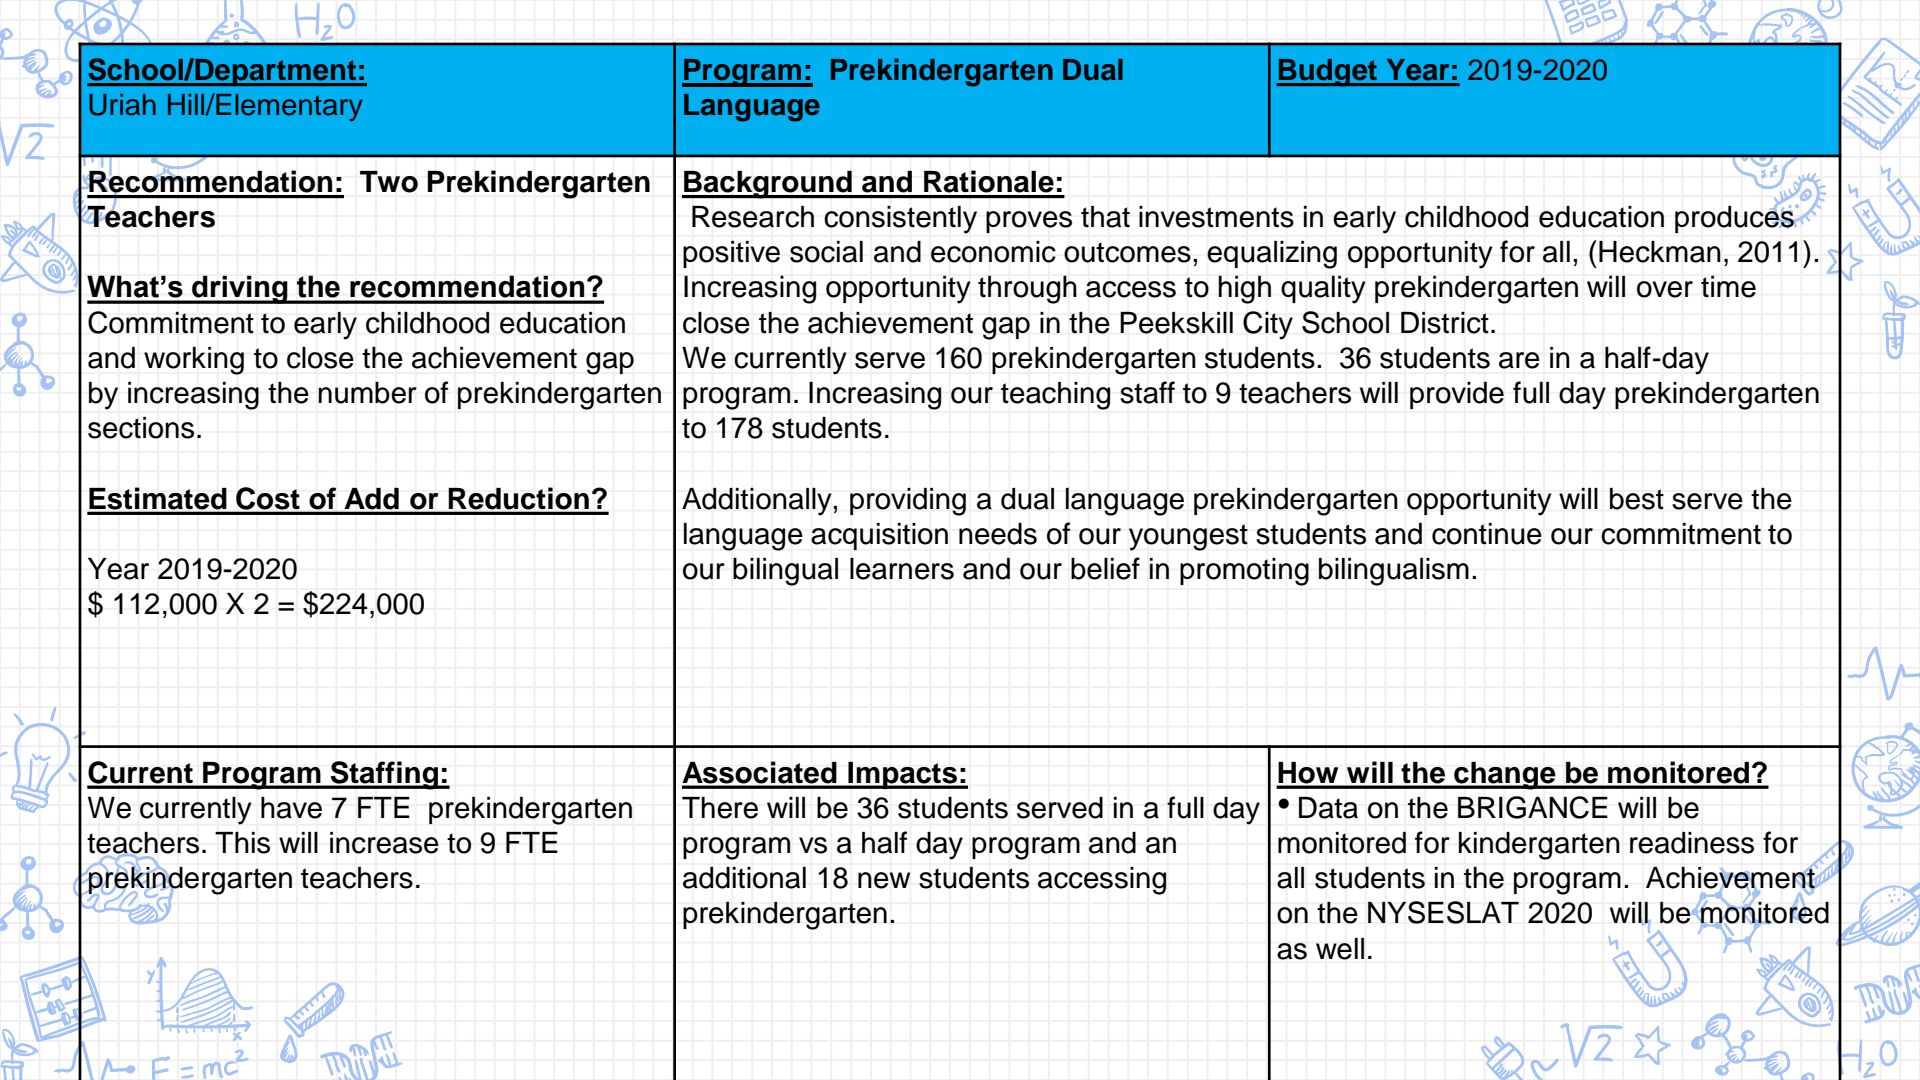 H₂O
√2
School/Department:
Uriah Hill/Elementary
Program:  Prekindergarten Dual
Language
Budget Year: 2019-2020
Recommendation:  Two Prekindergarten
Teachers
What’s driving the recommendation?
Commitment to early childhood education
and working to close the achievement gap
by increasing the number of prekindergarten
sections.
Estimated Cost of Add or Reduction?
Year 2019-2020
$ 112,000 X 2 = $224,000
Background and Rationale:
Research consistently proves that investments in early childhood education produces
positive social and economic outcomes, equalizing opportunity for all, (Heckman, 2011).
Increasing opportunity through access to high quality prekindergarten will over time
close the achievement gap in the Peekskill City School District.
We currently serve 160 prekindergarten students.  36 students are in a half-day
program. Increasing our teaching staff to 9 teachers will provide full day prekindergarten
to 178 students.
Additionally, providing a dual language prekindergarten opportunity will best serve the
language acquisition needs of our youngest students and continue our commitment to
our bilingual learners and our belief in promoting bilingualism.
Current Program Staffing:
We currently have 7 FTE  prekindergarten
teachers. This will increase to 9 FTE
prekindergarten teachers.
Associated Impacts:
There will be 36 students served in a full day
program vs a half day program and an
additional 18 new students accessing
prekindergarten.
How will the change be monitored?
• Data on the BRIGANCE will be
monitored for kindergarten readiness for
all students in the program.  Achievement
on the NYSESLAT 2020  will be monitored
as well.
y
x
F = mc²
√2
H₂O